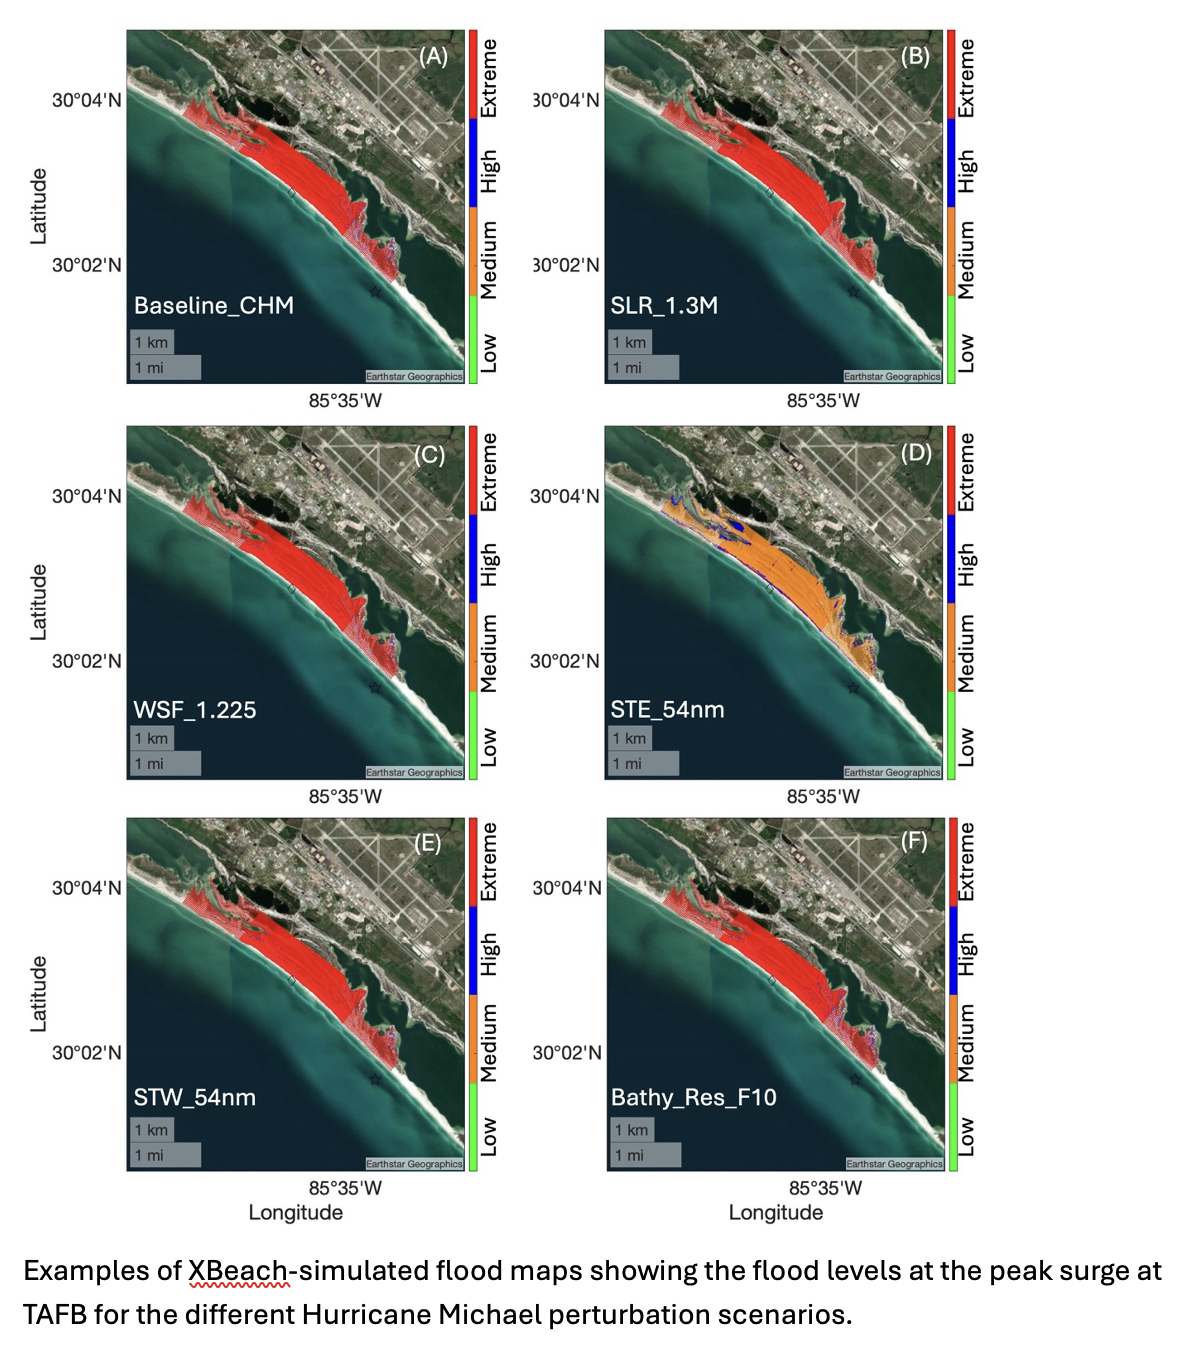 (A)
Extreme
High
Medium
Low
30°04'N
30°02'N
Latitude
Baseline_CHM
1 km
1 mi
Earthstar Geographics
85°35'W
(B)
Extreme
High
Medium
Low
30°04'N
30°02'N
SLR_1.3M
1 km
1 mi
Earthstar Geographics
85°35'W
(C)
Extreme
High
Medium
Low
30°04'N
30°02'N
Latitude
WSF_1.225
1 km
1 mi
Earthstar Geographics
85°35'W
(D)
Extreme
High
Medium
Low
30°04'N
30°02'N
STE_54nm
1 km
1 mi
Earthstar Geographics
85°35'W
(E)
Extreme
High
Medium
Low
30°04'N
30°02'N
Latitude
STW_54nm
1 km
1 mi
Earthstar Geographics
85°35'W
Longitude
(F)
Extreme
High
Medium
Low
30°04'N
30°02'N
Bathy_Res_F10
1 km
1 mi
Earthstar Geographics
85°35'W
Longitude
Examples of XBeach-simulated flood maps showing the flood levels at the peak surge at
TAFB for the different Hurricane Michael perturbation scenarios.